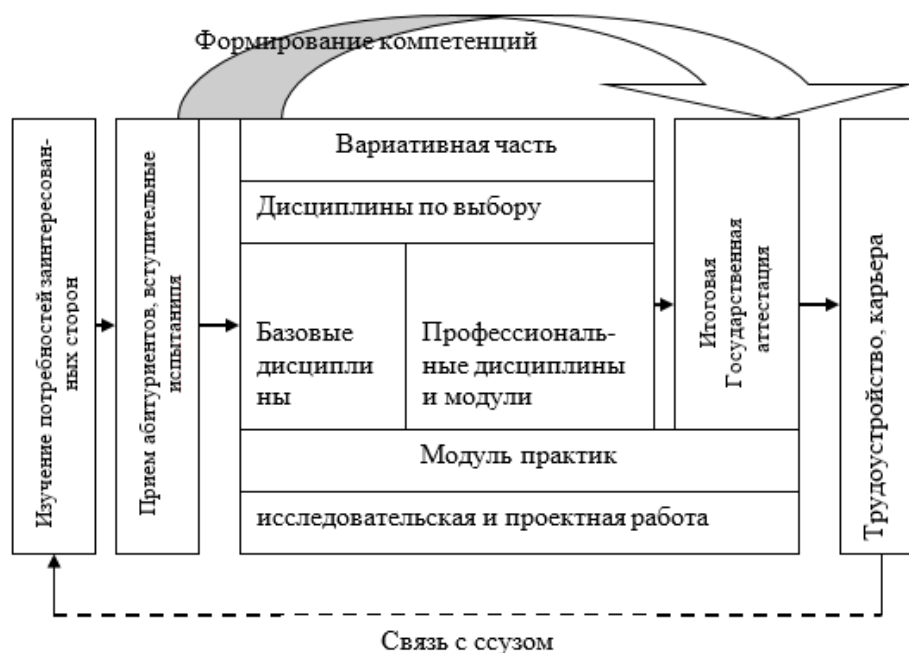 Формирование компетенций
Изучение потребностей заинтересован-
ных сторон
Прием абитуриентов, вступительные
испытанипя
Вариативная часть
Дисциплины по выбору
Базовые
дисципли
ны
Профессиональ-
ные дисциплины
и модули
Модуль практик
исследовательская и проектная работа
Итоговая
Государственная
аттестация
Трудоустройство, карьера
Связь с ссузом